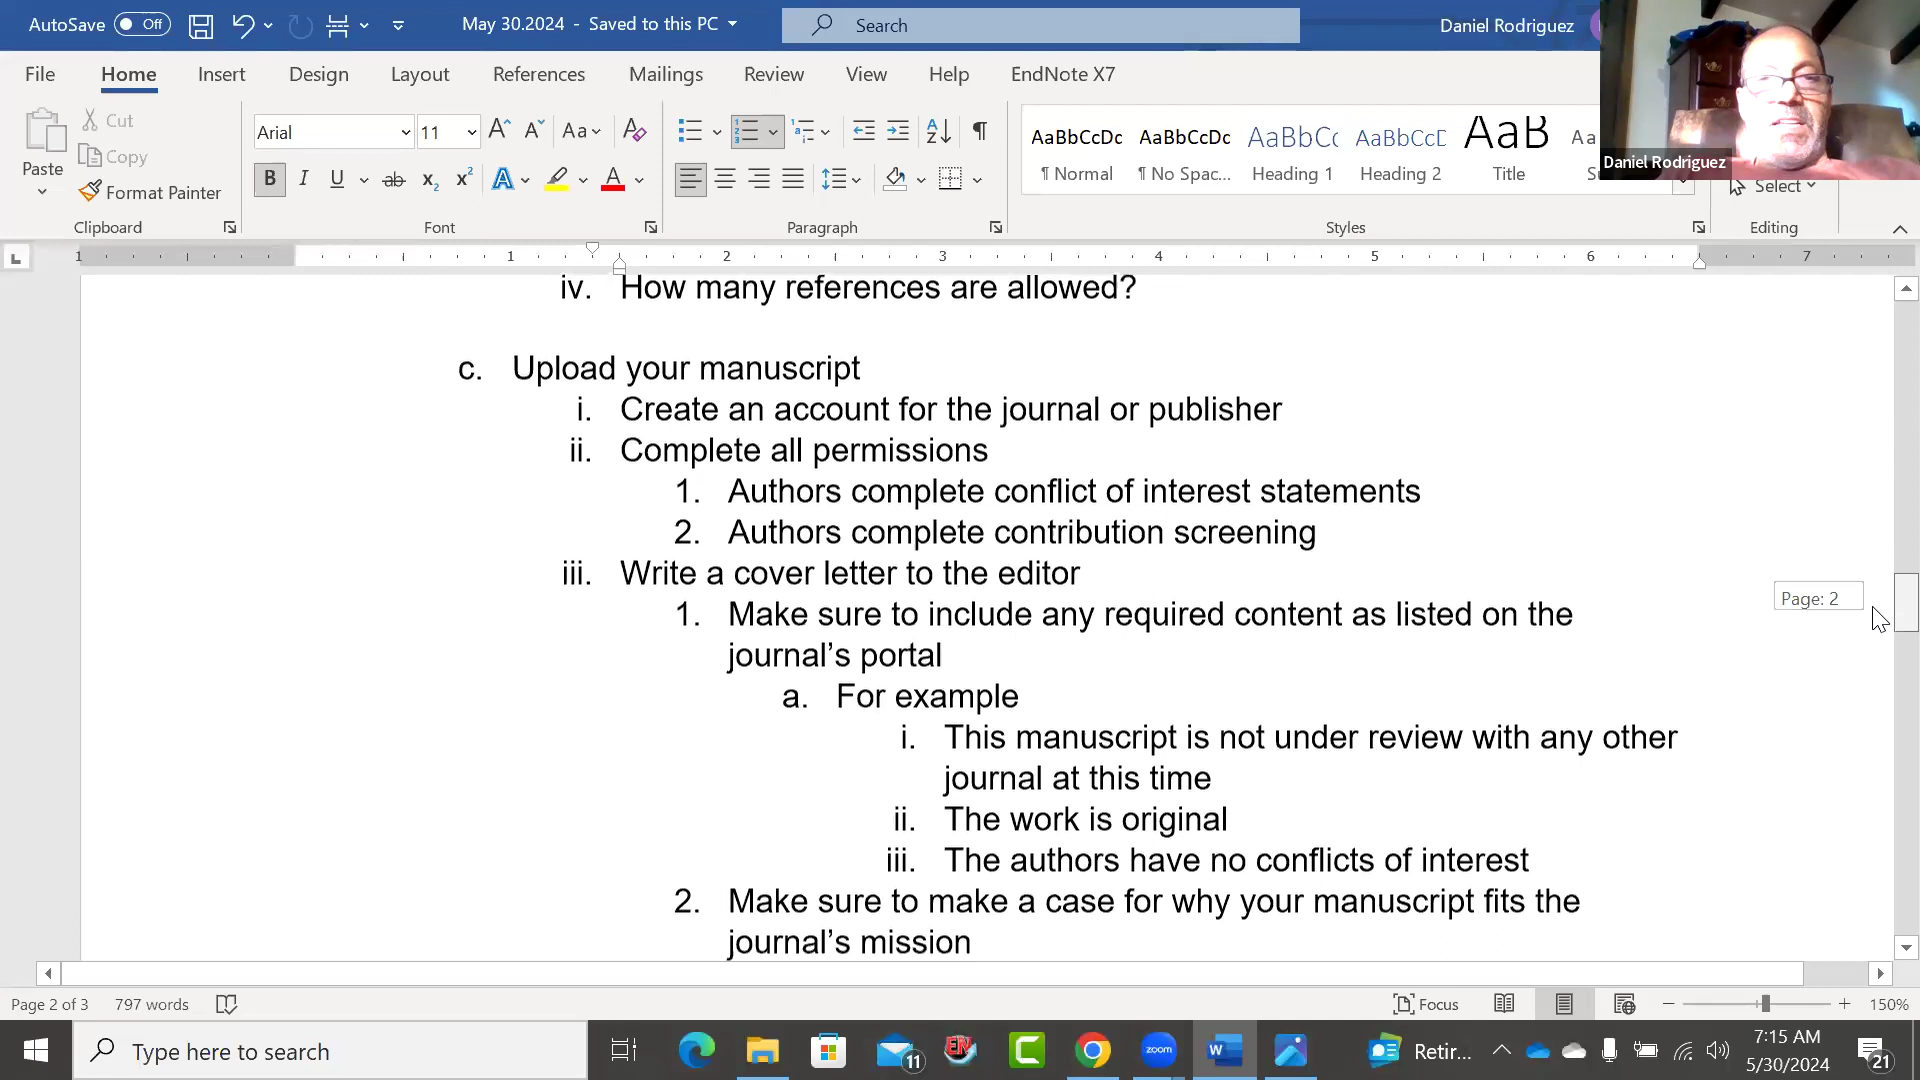 AutoSave Off May 30.2024 - Saved to this PC Search Daniel Rodriguez
File Home Insert Design Layout References Mailings Review View Help EndNote X7
Paste
Cut
Copy
Format Painter
Clipboard
Arial 11
Font
Paragraph
AaBbCcDc AaBbCcDc AaBbCc AaBbCcD AaB Aa
¶ Normal ¶ No Spac... Heading 1 Heading 2 Title
Styles
Daniel Rodriguez
Select
Editing
1 1 2 3 4 5 6 7
iv. How many references are allowed?
c. Upload your manuscript
i. Create an account for the journal or publisher
ii. Complete all permissions
1. Authors complete conflict of interest statements
2. Authors complete contribution screening
iii. Write a cover letter to the editor
1. Make sure to include any required content as listed on the
journal’s portal
a. For example
i. This manuscript is not under review with any other
journal at this time
ii. The work is original
iii. The authors have no conflicts of interest
2. Make sure to make a case for why your manuscript fits the
journal’s mission
Page: 2
Page 2 of 3 797 words Focus 150%
Type here to search 11 EN zoom Retir... 7:15 AM
5/30/2024 21